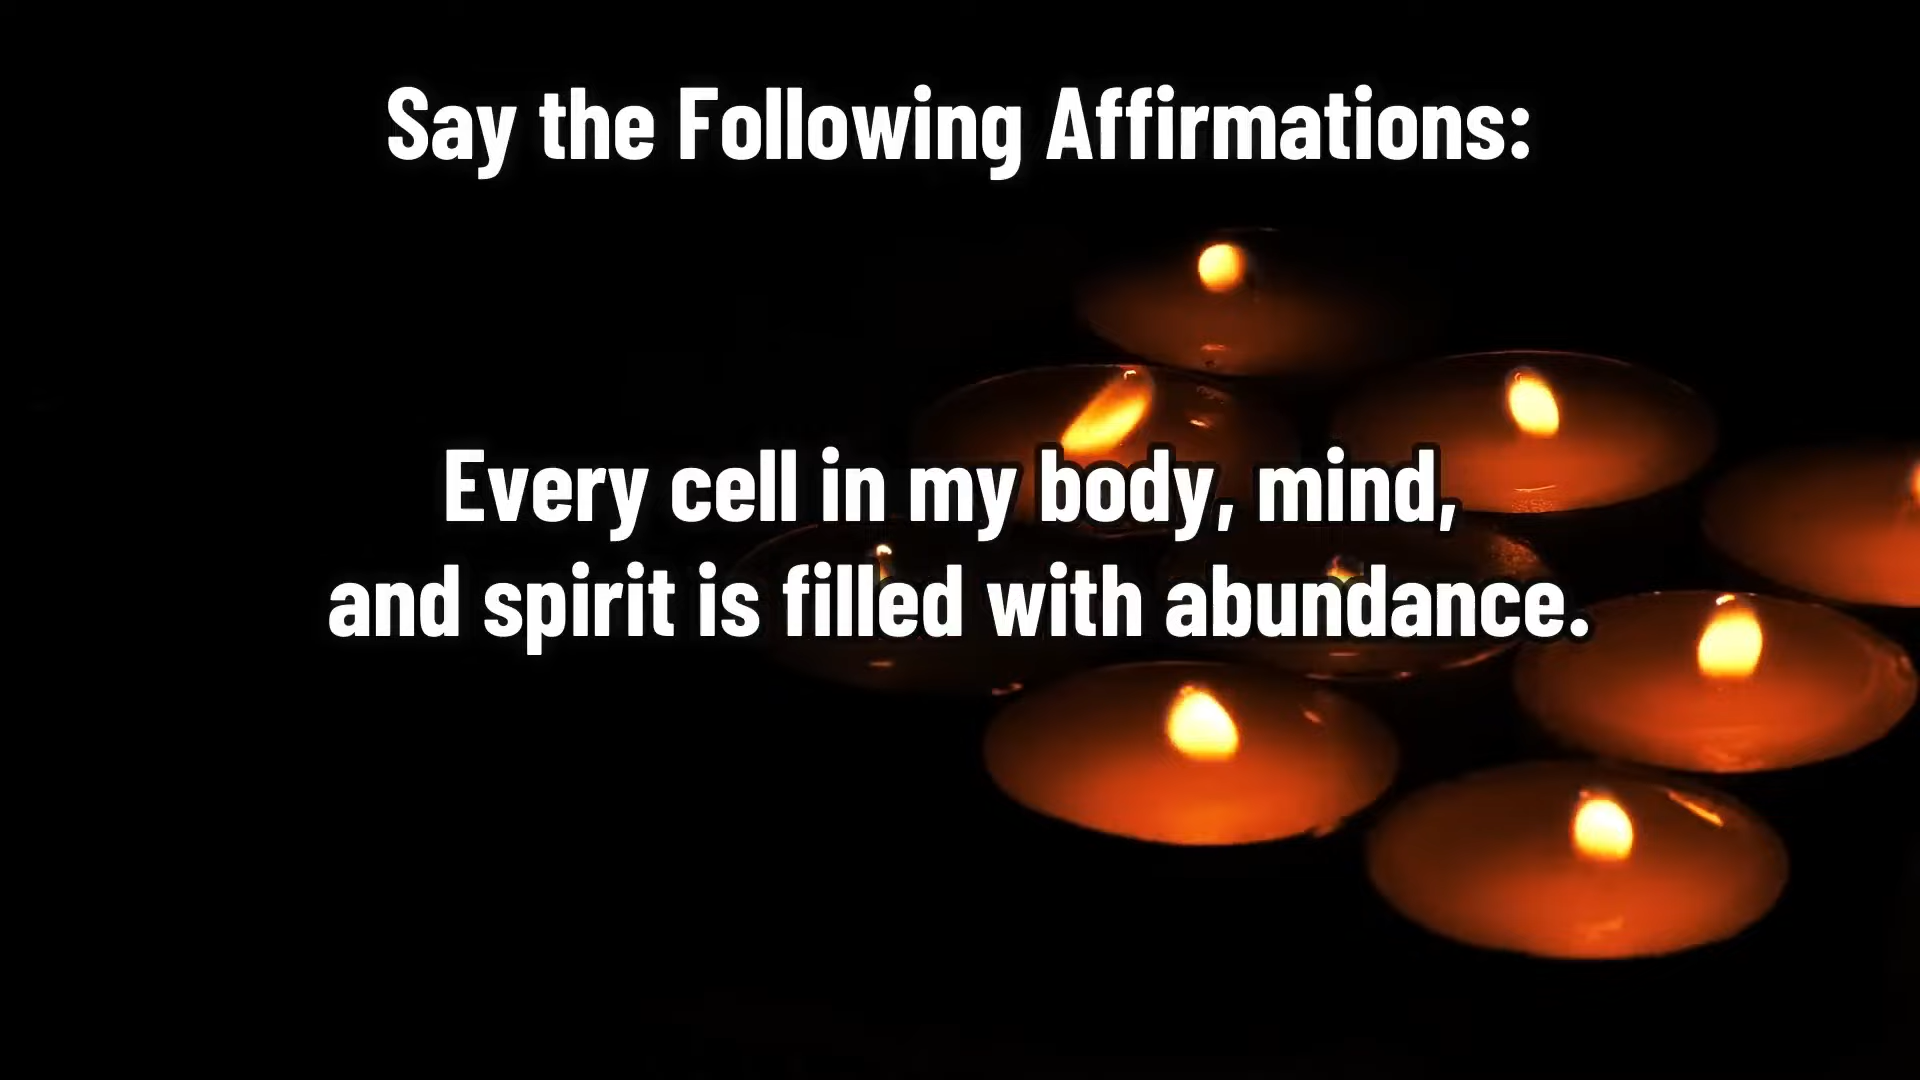 Say the Following Affirmations:
Every cell in my body, mind,
and spirit is filled with abundance.